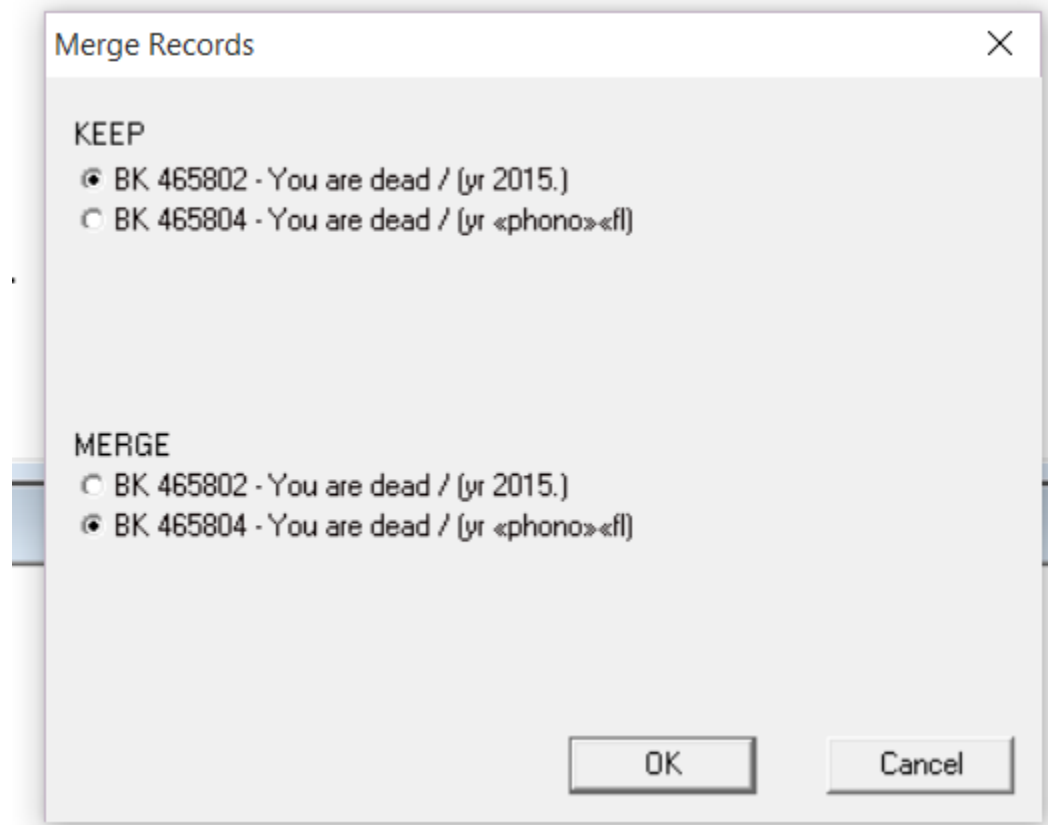 Merge Records
KEEP
BK 465802 - You are dead / (yr 2015.)
BK 465804 - You are dead / (yr «phono»«fl)
MERGE
BK 465802 - You are dead / (yr 2015.)
BK 465804 - You are dead / (yr «phono»«fl)
OK Cancel